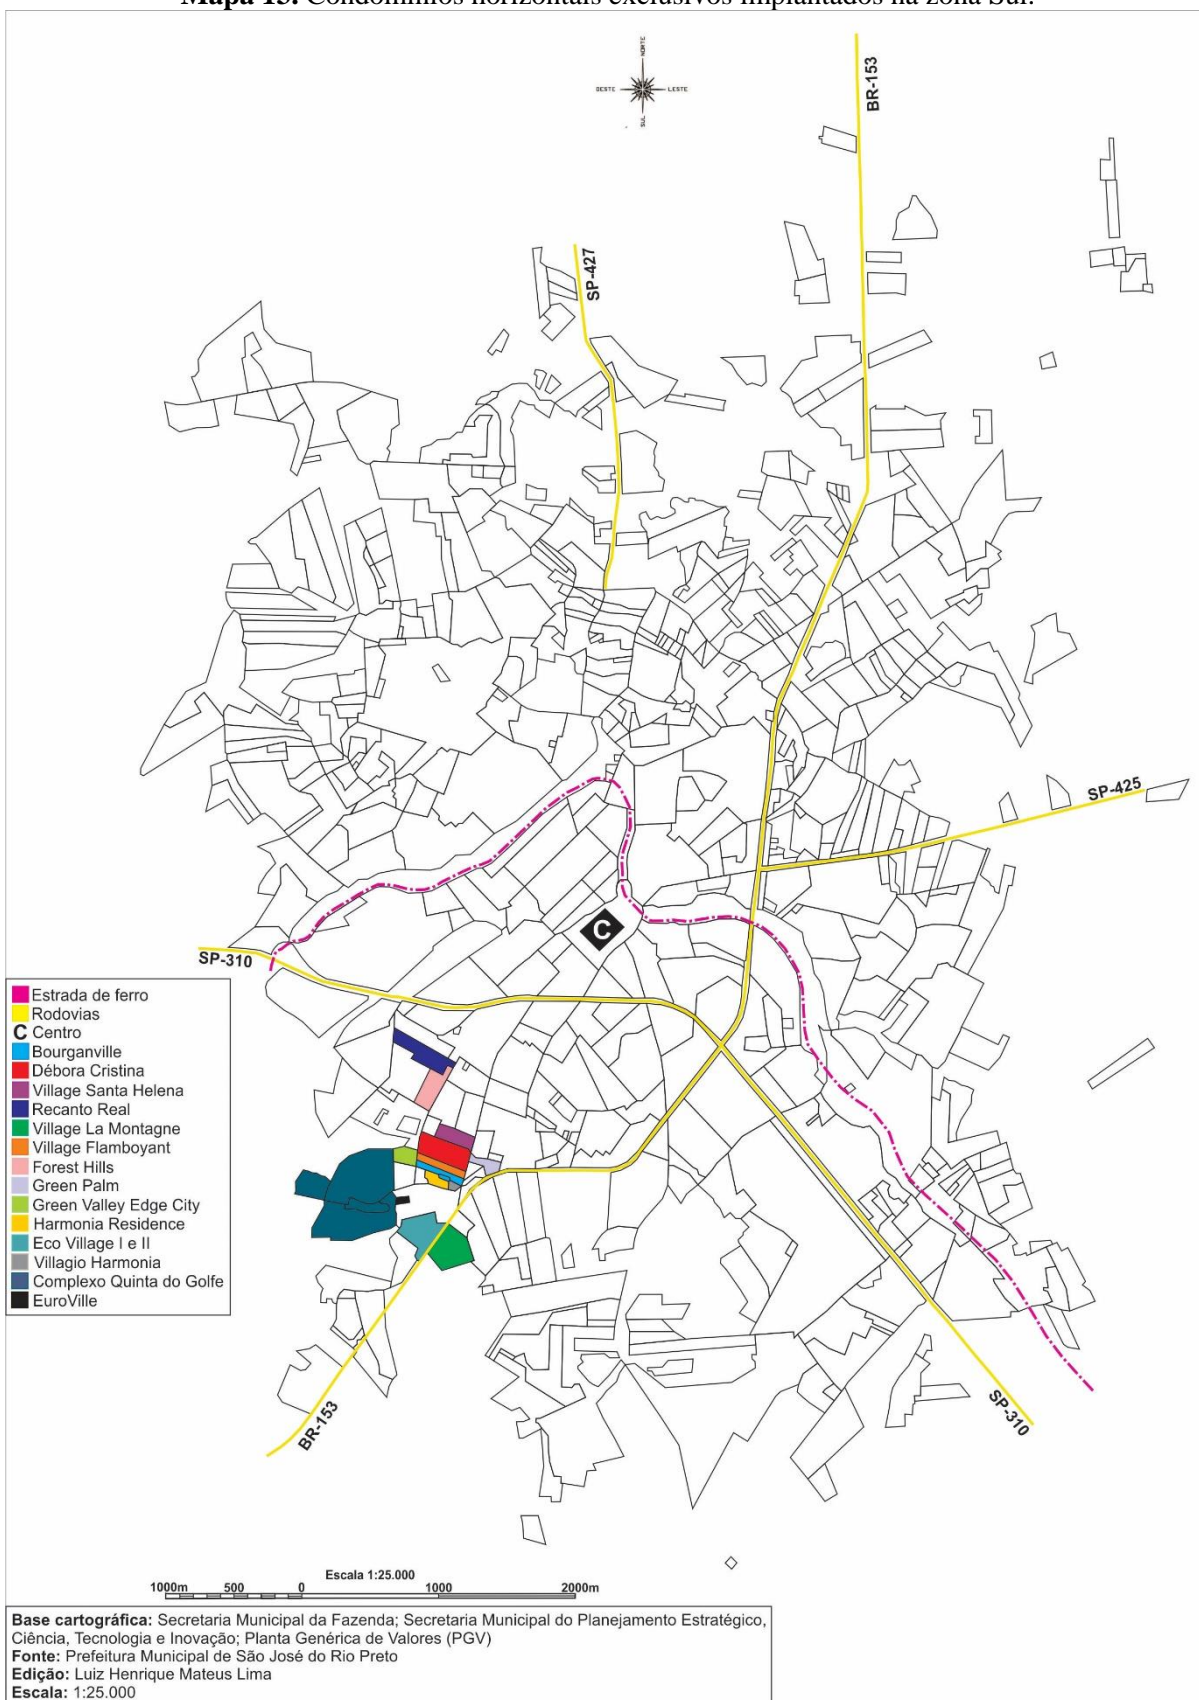 Mapa 15. Condomínios horizontais exclusivos implantados na zona Sul.
NORTE
OESTE
LESTE
SUL
BR-153
SP-427
SP-425
C
SP-310
Estrada de ferro
Rodovias
C Centro
Bourganville
Débora Cristina
Village Santa Helena
Recanto Real
Village La Montagne
Village Flamboyant
Forest Hills
Green Palm
Green Valley Edge City
Harmonia Residence
Eco Village I e II
Villagio Harmonia
Complexo Quinta do Golfe
EuroVille
BR-153
SP-310
Escala 1:25.000
1000m 500 0 1000 2000m
Base cartográfica: Secretaria Municipal da Fazenda; Secretaria Municipal do Planejamento Estratégico,
Ciência, Tecnologia e Inovação; Planta Genérica de Valores (PGV)
Fonte: Prefeitura Municipal de São José do Rio Preto
Edição: Luiz Henrique Mateus Lima
Escala: 1:25.000